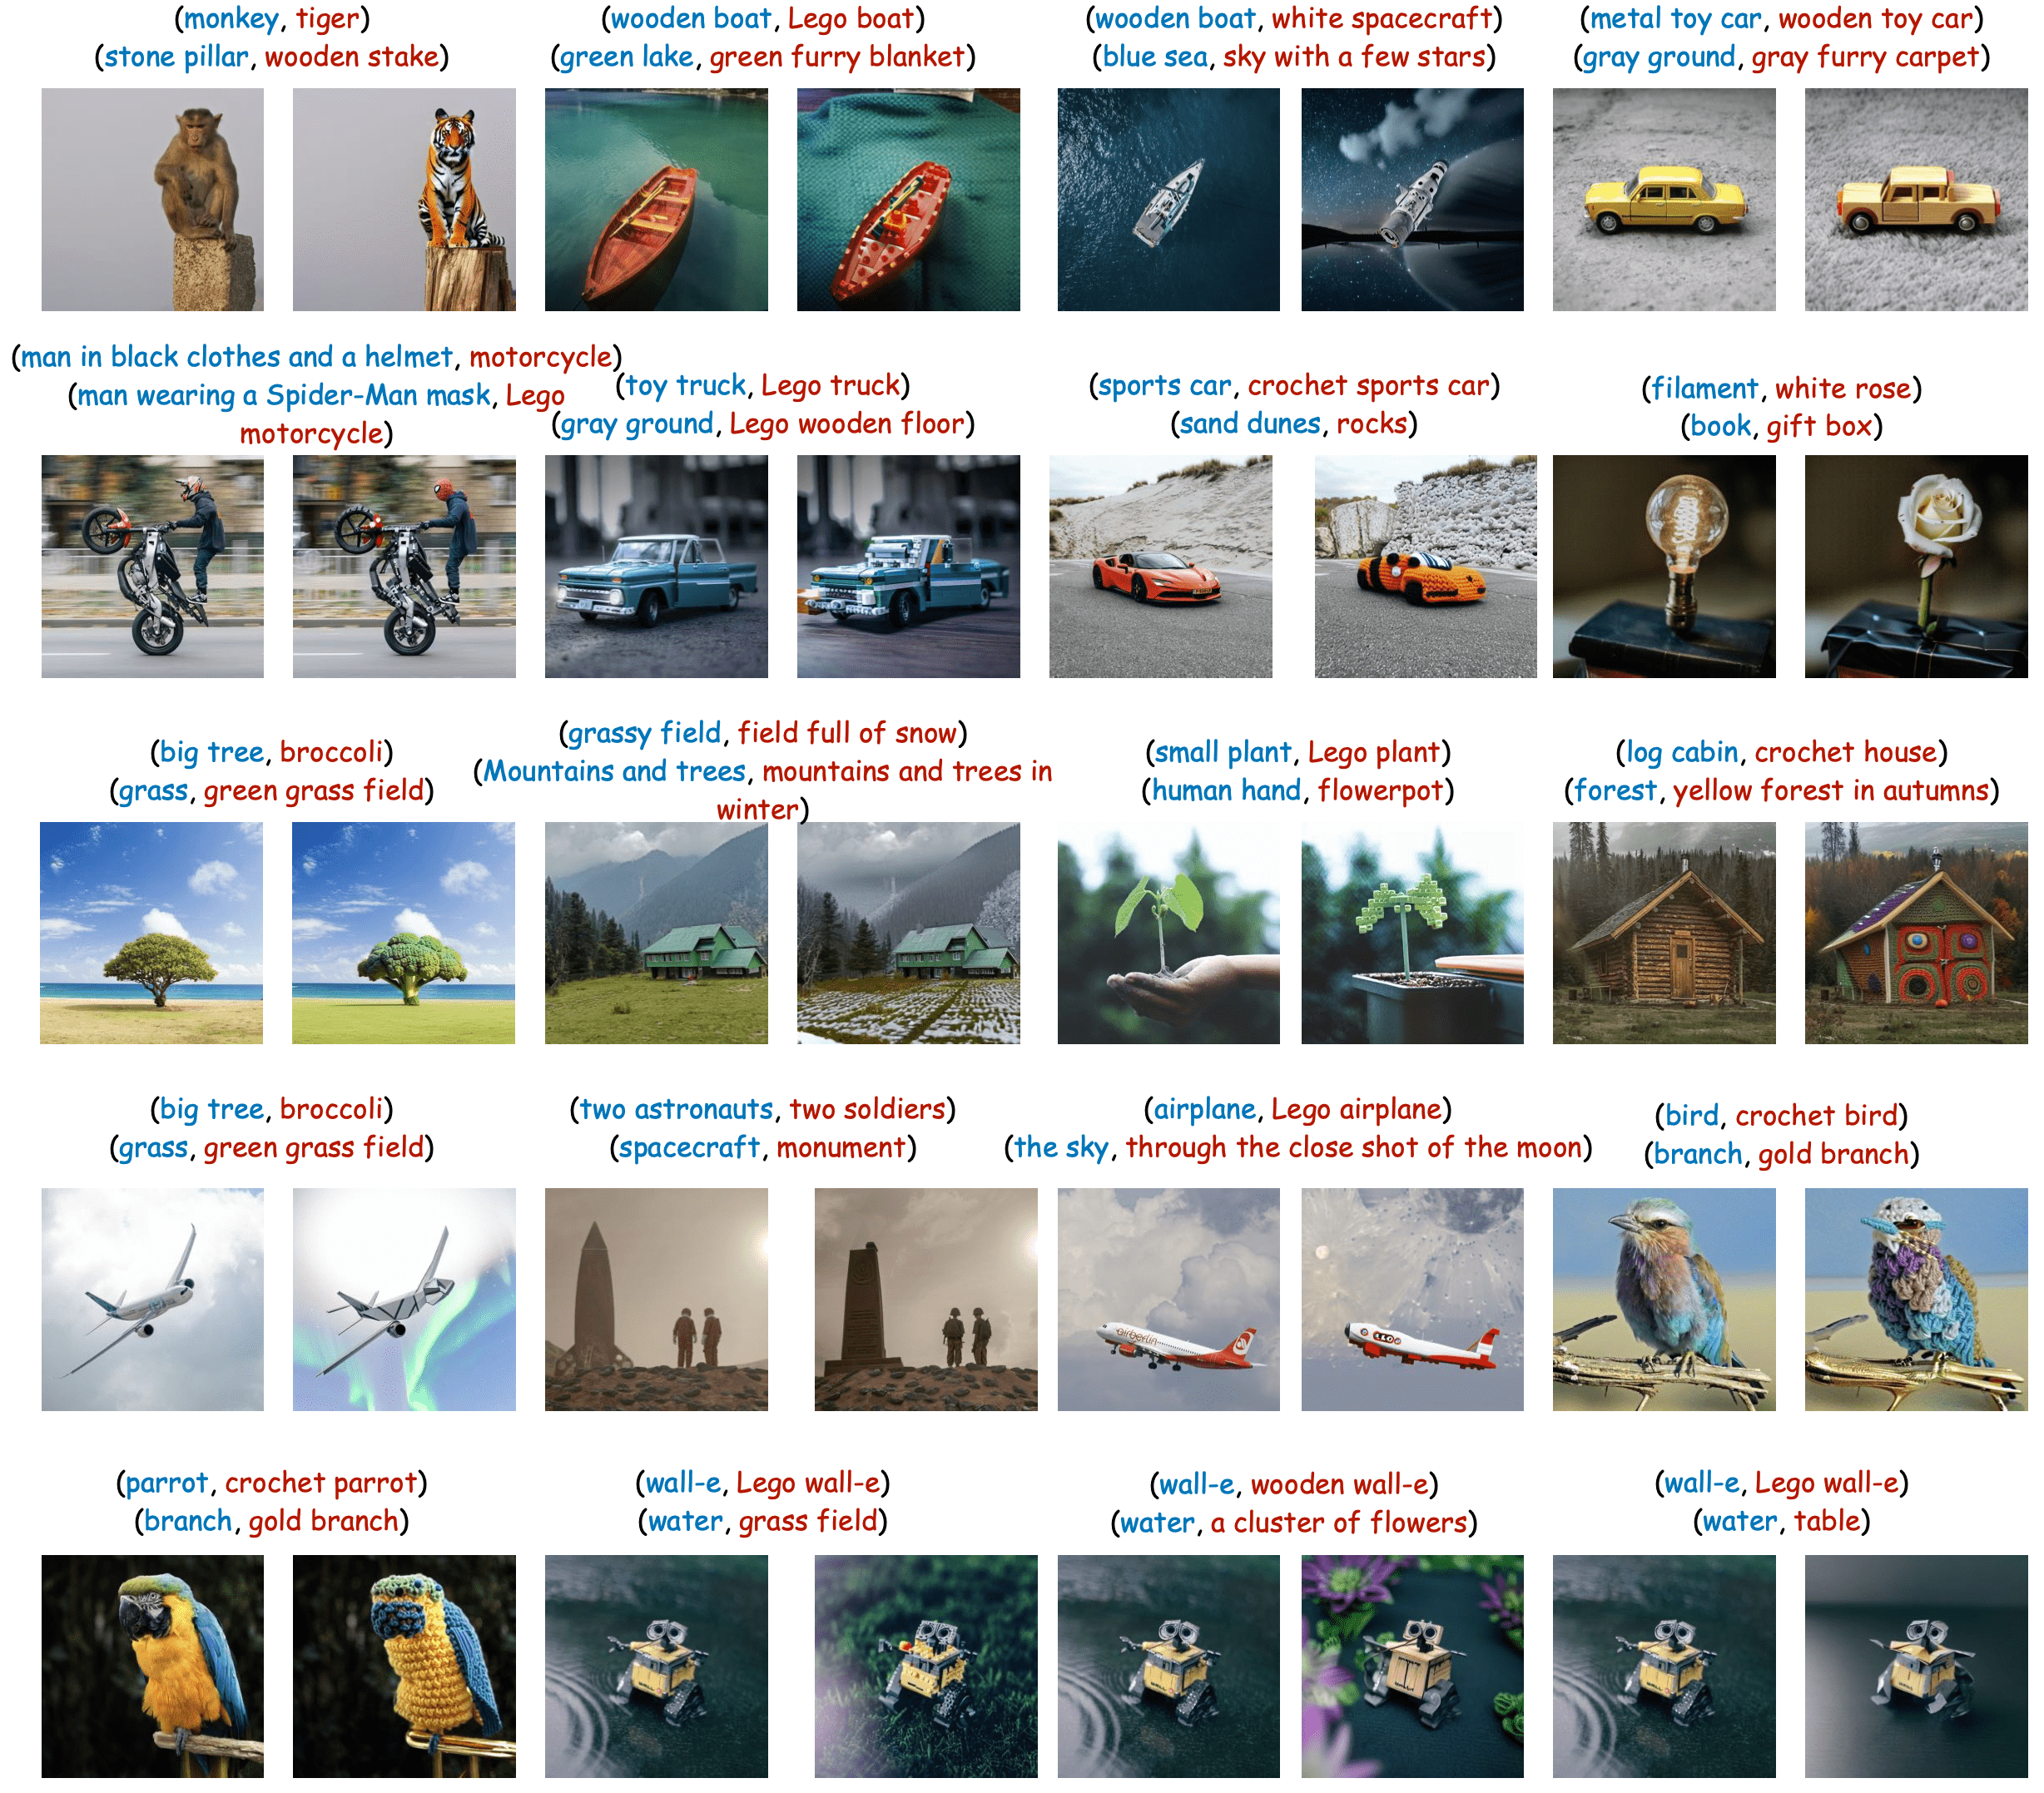 (monkey, tiger)
(stone pillar, wooden stake)
(wooden boat, Lego boat)
(green lake, green furry blanket)
(wooden boat, white spacecraft)
(blue sea, sky with a few stars)
(metal toy car, wooden toy car)
(gray ground, gray furry carpet)
(man in black clothes and a helmet, motorcycle)
(man wearing a Spider-Man mask, Lego
motorcycle)
(toy truck, Lego truck)
(gray ground, Lego wooden floor)
(sports car, crochet sports car)
(sand dunes, rocks)
(filament, white rose)
(book, gift box)
(big tree, broccoli)
(grass, green grass field)
(grassy field, field full of snow)
(Mountains and trees, mountains and trees in
winter)
(small plant, Lego plant)
(human hand, flowerpot)
(log cabin, crochet house)
(forest, yellow forest in autumns)
(big tree, broccoli)
(grass, green grass field)
(two astronauts, two soldiers)
(spacecraft, monument)
(airplane, Lego airplane)
(the sky, through the close shot of the moon)
airberlin
(bird, crochet bird)
(branch, gold branch)
(parrot, crochet parrot)
(branch, gold branch)
(wall-e, Lego wall-e)
(water, grass field)
(wall-e, wooden wall-e)
(water, a cluster of flowers)
(wall-e, Lego wall-e)
(water, table)